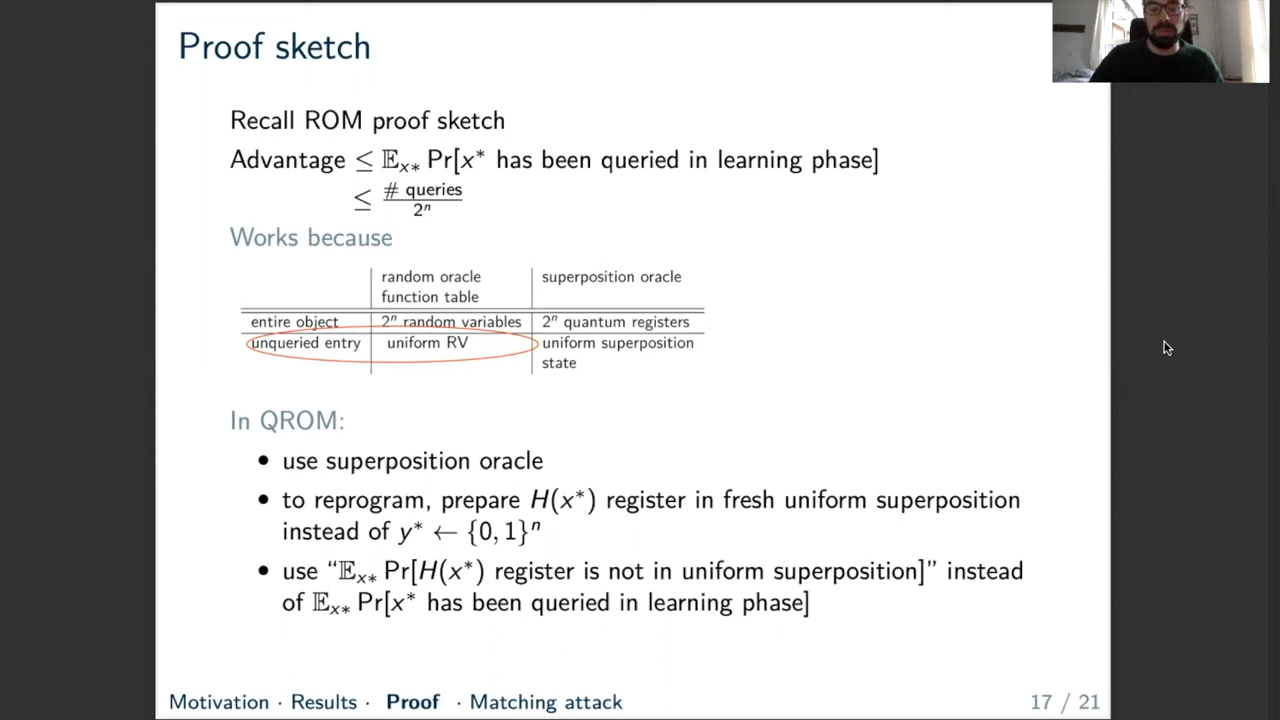 Proof sketch
Recall ROM proof sketch
Advantage ≤ 𝔼ₓ∗ Pr[x* has been queried in learning phase]
≤ # queries / 2ⁿ
Works because
random oracle function table
superposition oracle
entire object
2ⁿ random variables
2ⁿ quantum registers
unqueried entry
uniform RV
uniform superposition state
In QROM:
• use superposition oracle
• to reprogram, prepare H(x*) register in fresh uniform superposition
instead of y* ← {0, 1}ⁿ
• use “𝔼ₓ∗ Pr[H(x*) register is not in uniform superposition]” instead
of 𝔼ₓ∗ Pr[x* has been queried in learning phase]
Motivation · Results · Proof · Matching attack
17 / 21